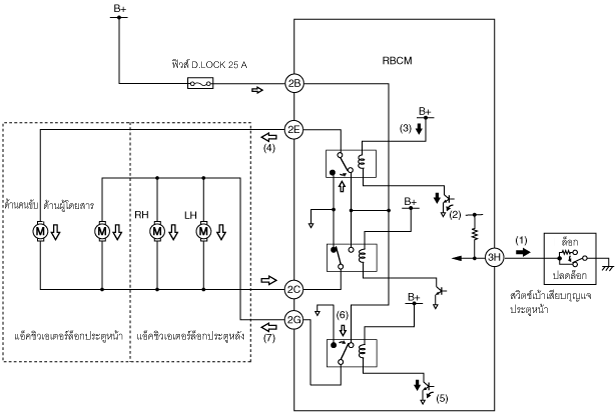 B+
ฟิวส์ D.LOCK 25 A
RBCM
2B
2E
(4)
(3)
B+
ด้านคนขับ
ด้านผู้โดยสาร
RH
LH
M
M
M
M
(2)
B+
(1)
ล็อก
ปลดล็อก
3H
สวิตช์เบ้าเสียบกุญแจ
ประตูหน้า
2C
2G
(6)
B+
(7)
(5)
แอ็คชิวเอเตอร์ล็อกประตูหน้า
แอ็คชิวเอเตอร์ล็อกประตูหลัง